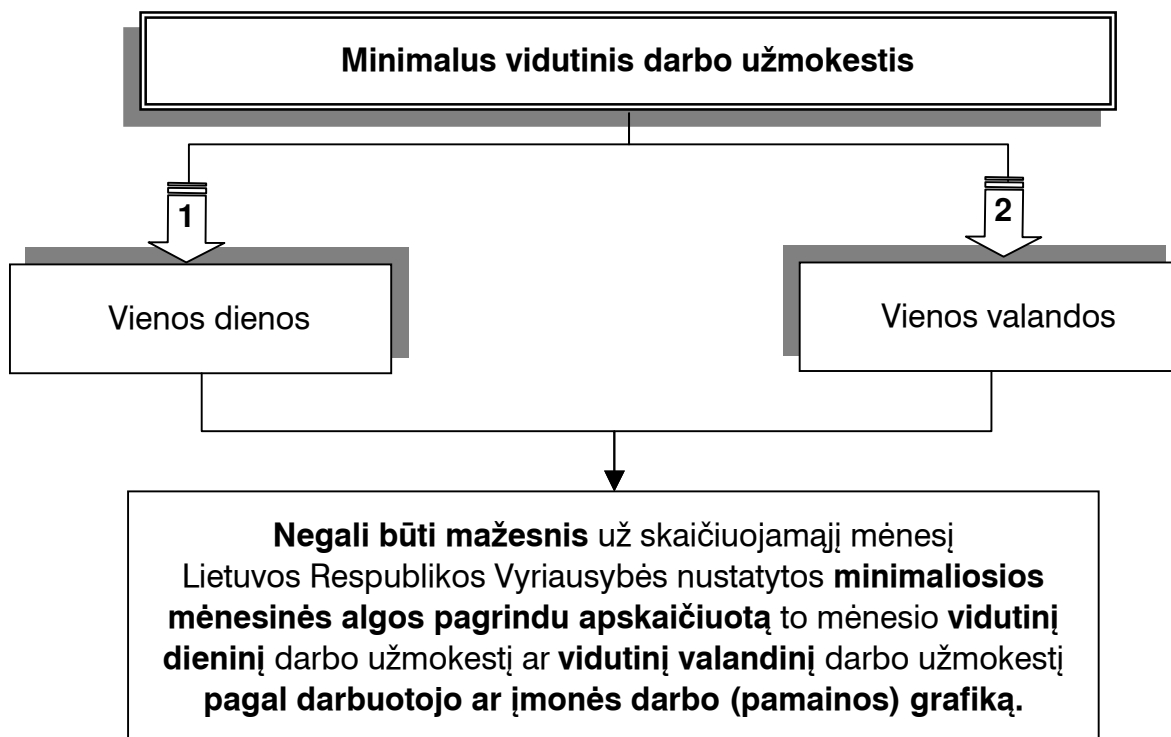 Minimalus vidutinis darbo užmokestis
1
2
Vienos dienos
Vienos valandos
Negali būti mažesnis už skaičiuojamąjį mėnesį
Lietuvos Respublikos Vyriausybės nustatytos minimaliosios
mėnesinės algos pagrindu apskaičiuotą to mėnesio vidutinį
dieninį darbo užmokestį ar vidutinį valandinį darbo užmokestį
pagal darbuotojo ar įmonės darbo (pamainos) grafiką.